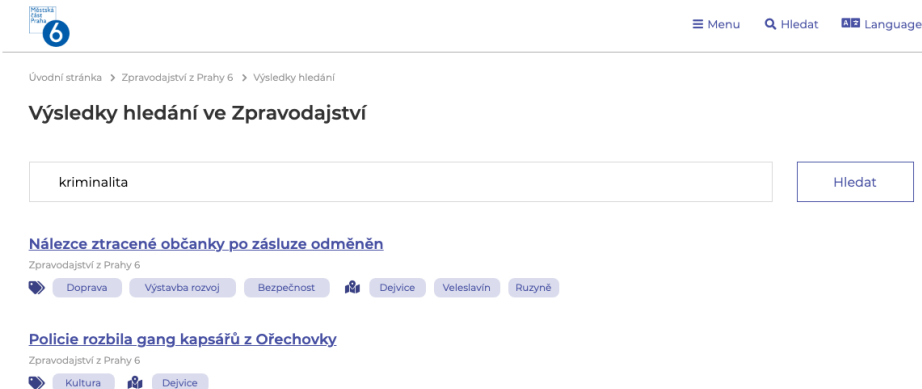 Městská
část
Praha
6
Menu
Hledat
Language
Úvodní stránka > Zpravodajství z Prahy 6 > Výsledky hledání
Výsledky hledání ve Zpravodajství
kriminalita
Hledat
Nálezce ztracené občanky po zásluze odměněn
Zpravodajství z Prahy 6
Doprava Výstavba rozvoj Bezpečnost Dejvice Veleslavín Ruzyně
Policie rozbila gang kapsářů z Ořechovky
Zpravodajství z Prahy 6
Kultura Dejvice